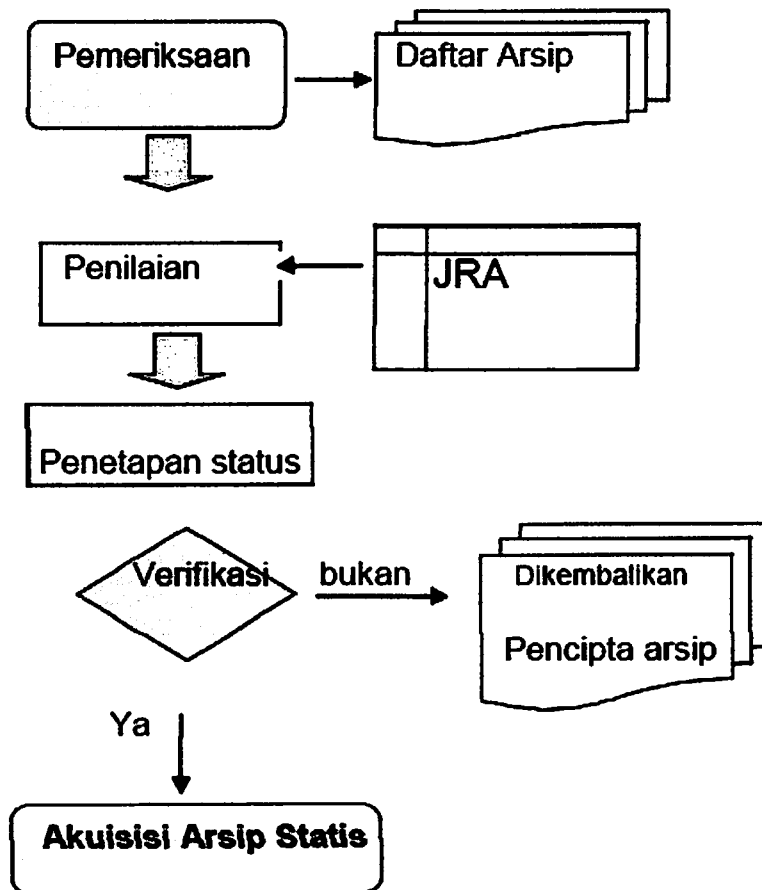 Pemeriksaan
Daftar Arsip
Penilaian
JRA
Penetapan status
Verifikasi
bukan
Dikembalikan
Pencipta arsip
Ya
Akuisisi Arsip Statis